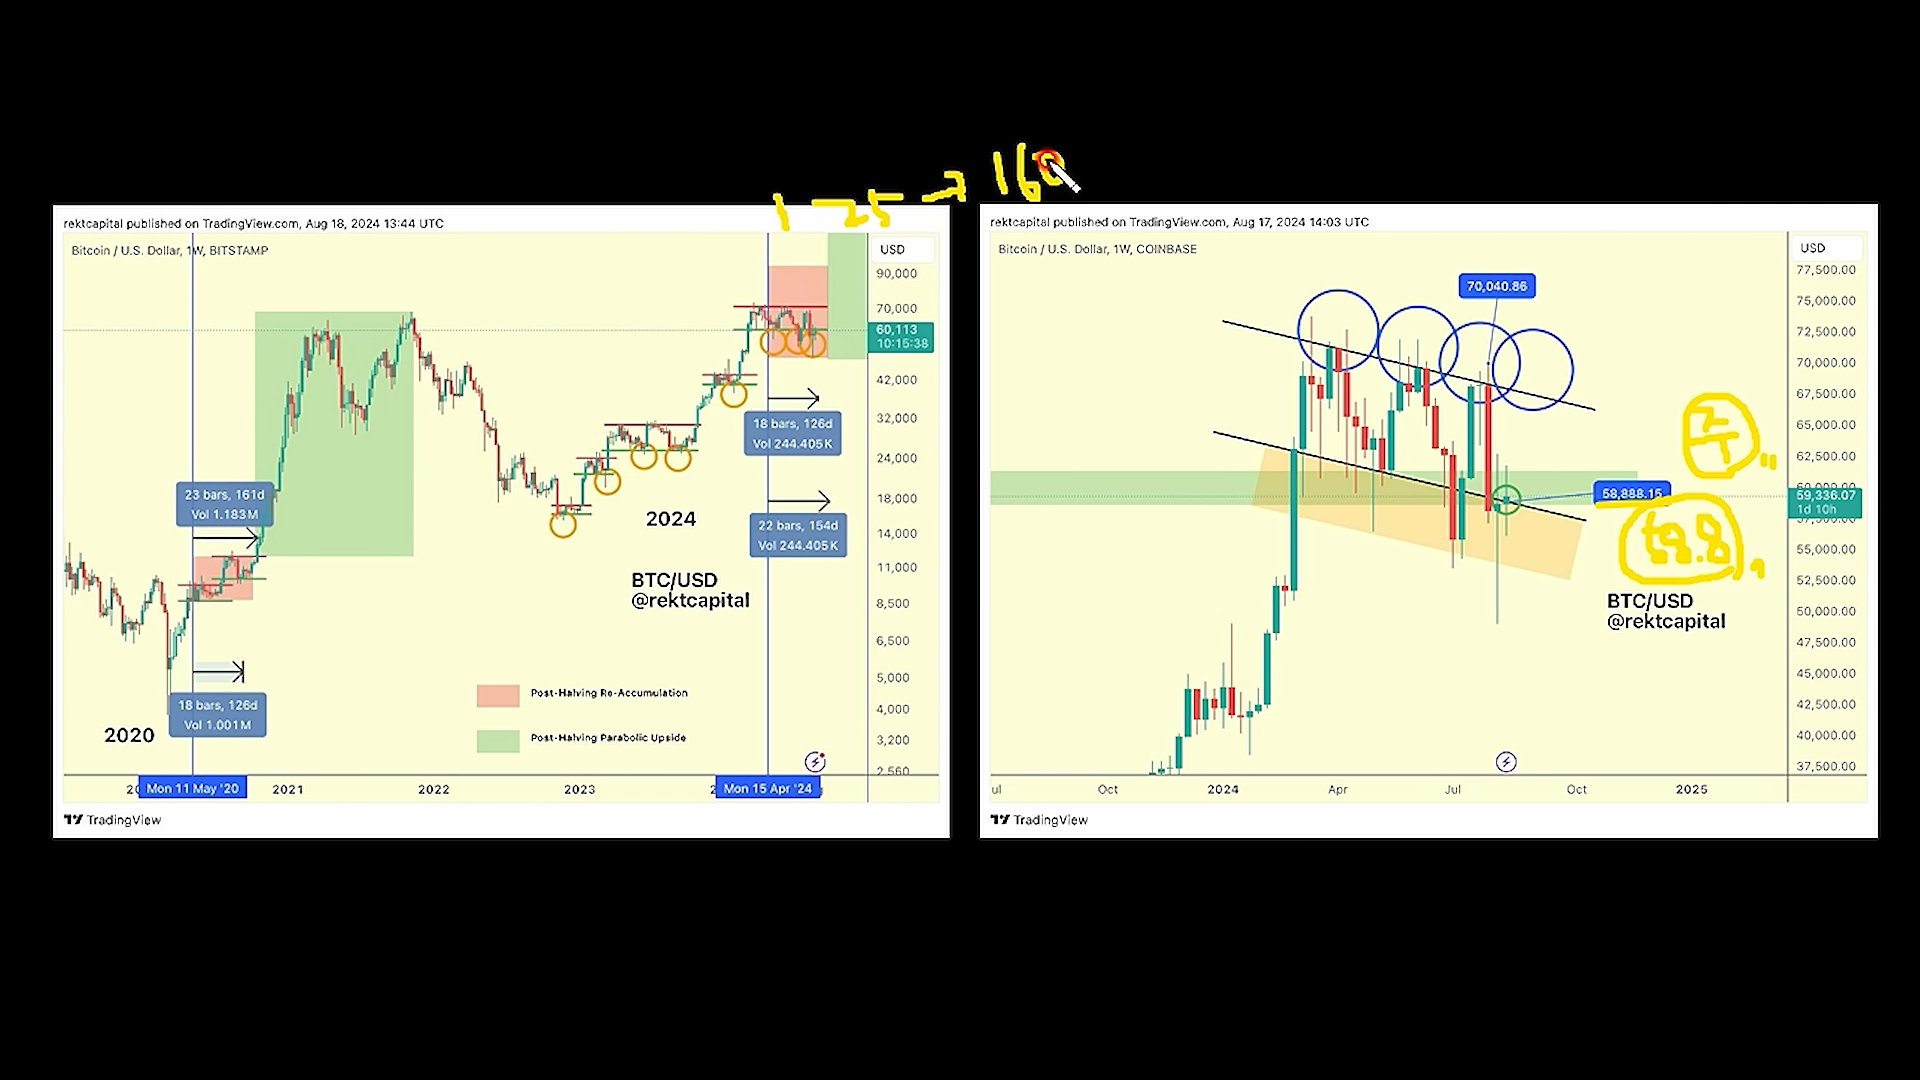 1 25 → 160
rektcapital published on TradingView.com, Aug 18, 2024 13:44 UTC
Bitcoin / U.S. Dollar, 1W, BITSTAMP
USD
90,000
70,000
60,113
10:15:38
42,000
32,000
24,000
18,000
14,000
11,000
8,500
6,500
5,000
4,000
3,200
2,560
18 bars, 126d
Vol 244.405K
23 bars, 161d
Vol 1.183M
22 bars, 154d
Vol 244.405K
2024
BTC/USD
@rektcapital
18 bars, 126d
Vol 1.001M
2020
Post-Halving Re-Accumulation
Post-Halving Parabolic Upside
Mon 11 May '20
2021
2022
2023
Mon 15 Apr '24
TradingView
rektcapital published on TradingView.com, Aug 17, 2024 14:03 UTC
Bitcoin / U.S. Dollar, 1W, COINBASE
USD
77,500.00
75,000.00
72,500.00
70,000.00
67,500.00
65,000.00
62,500.00
59,336.07
1d 10h
55,000.00
52,500.00
50,000.00
47,500.00
45,000.00
42,500.00
40,000.00
37,500.00
70,040.86
58,888.15
58.8
BTC/USD
@rektcapital
ul
Oct
2024
Apr
Jul
Oct
2025
TradingView